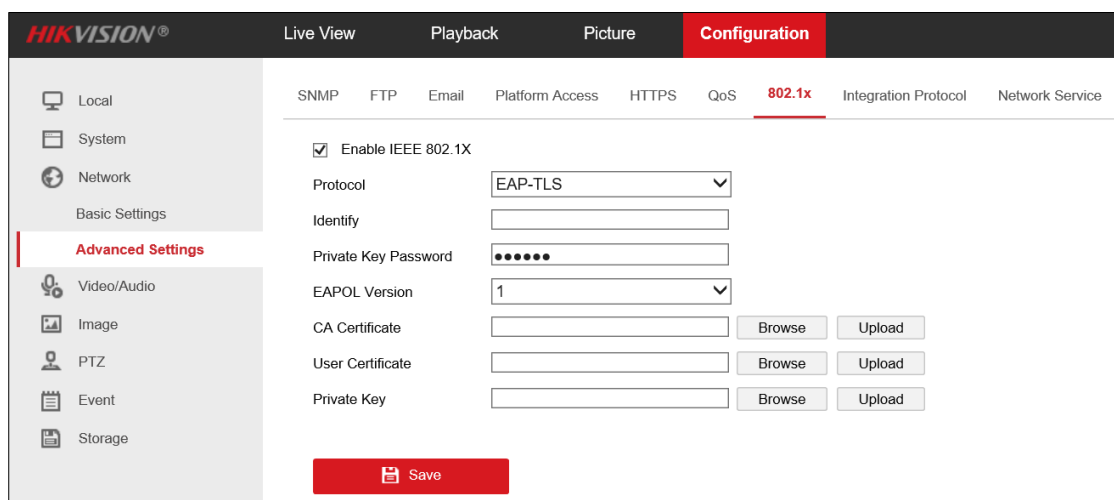 HIKVISION® Live View Playback Picture Configuration
SNMP FTP Email Platform Access HTTPS QoS 802.1x Integration Protocol Network Service
Local
System
Network
Basic Settings
Advanced Settings
Video/Audio
Image
PTZ
Event
Storage
Enable IEEE 802.1X
Protocol EAP-TLS
Identify
Private Key Password ●●●●●●
EAPOL Version 1
CA Certificate Browse Upload
User Certificate Browse Upload
Private Key Browse Upload
Save